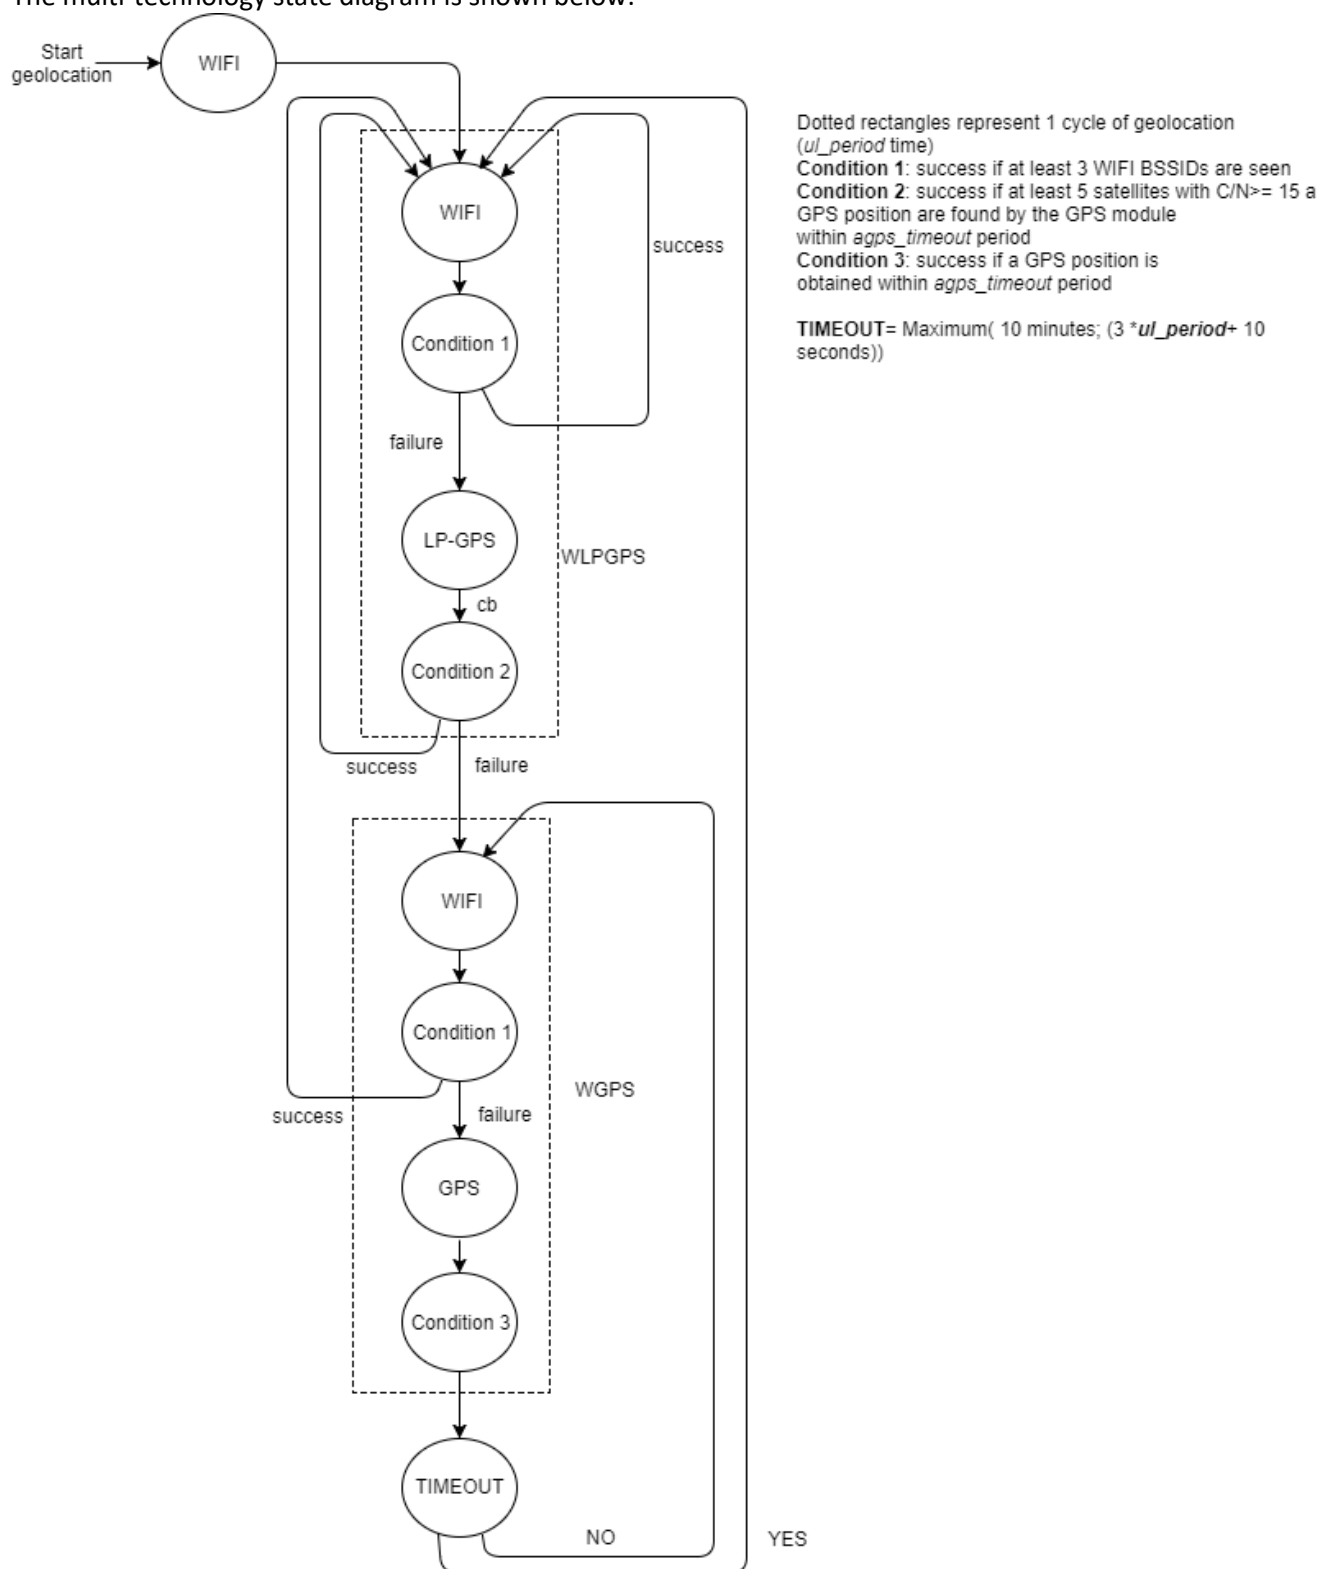 The multi-technology state diagram is shown below:
Start
geolocation
WIFI
Dotted rectangles represent 1 cycle of geolocation
(ul_period time)
Condition 1: success if at least 3 WIFI BSSIDs are seen
Condition 2: success if at least 5 satellites with C/N>= 15 a
GPS position are found by the GPS module
within agps_timeout period
Condition 3: success if a GPS position is
obtained within agps_timeout period
TIMEOUT= Maximum( 10 minutes; (3 *ul_period+ 10
seconds))
WIFI
success
Condition 1
failure
LP-GPS
WLPGPS
cb
Condition 2
success
failure
WIFI
Condition 1
WGPS
success
failure
GPS
Condition 3
TIMEOUT
NO
YES